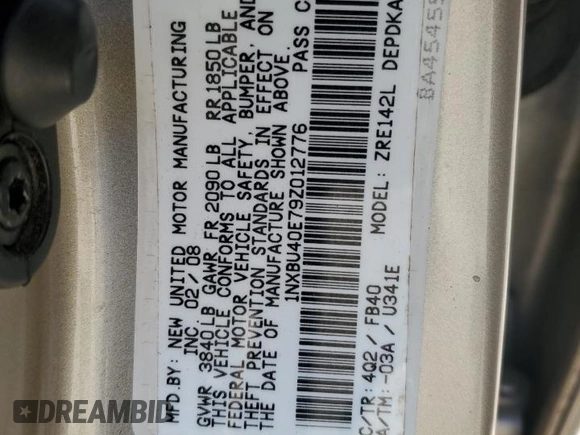 MFD.BY: NEW UNITED MOTOR MANUFACTURING
INC. 02/08
GVWR 3840LB GAWR FR 2090LB RR1850LB
THIS VEHICLE CONFORMS TO ALL APPLICABLE
FEDERAL MOTOR VEHICLE SAFETY, BUMPER, AND
THEFT PREVENTION STANDARDS IN EFFECT ON
THE DATE OF MANUFACTURE SHOWN ABOVE.
1NXBU40E79Z012776 PASS C
C/TR: 4Q2 / FB40 MODEL: ZRE142L DEPDKA
A/TM: -03A / U341E
BA4545
DREAMBID